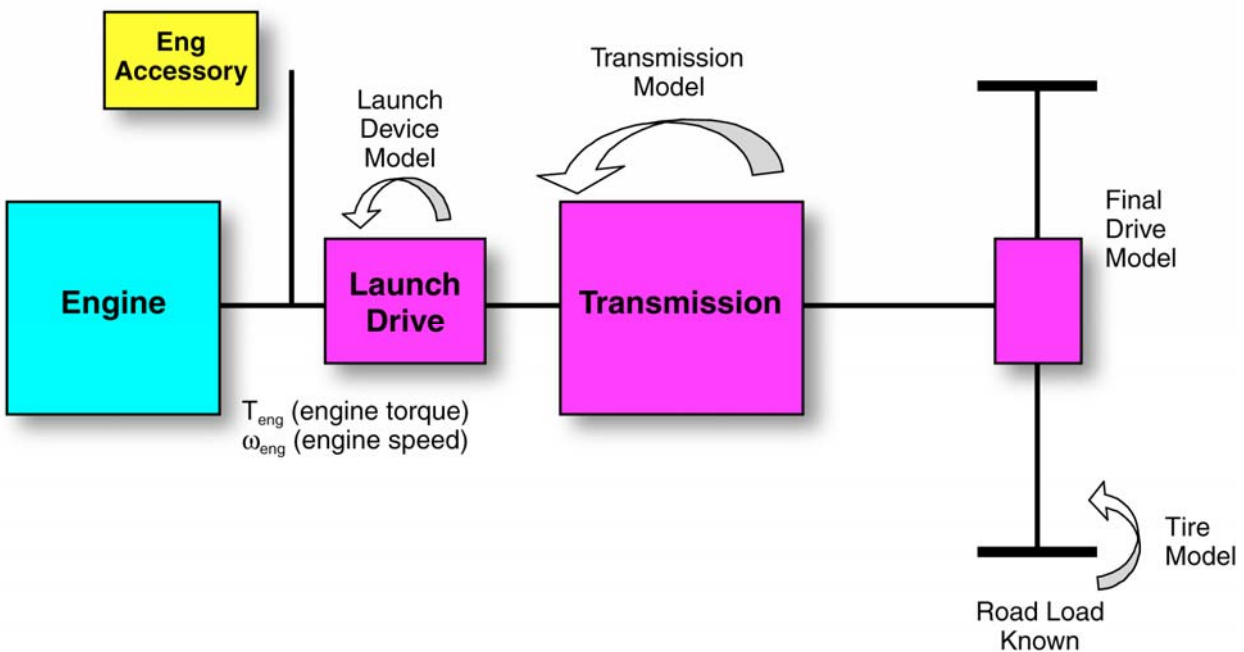 Eng
Accessory
Launch
Device
Model
Transmission
Model
Engine
Launch
Drive
Transmission
Final
Drive
Model
T_eng (engine torque)
ω_eng (engine speed)
Tire
Model
Road Load
Known